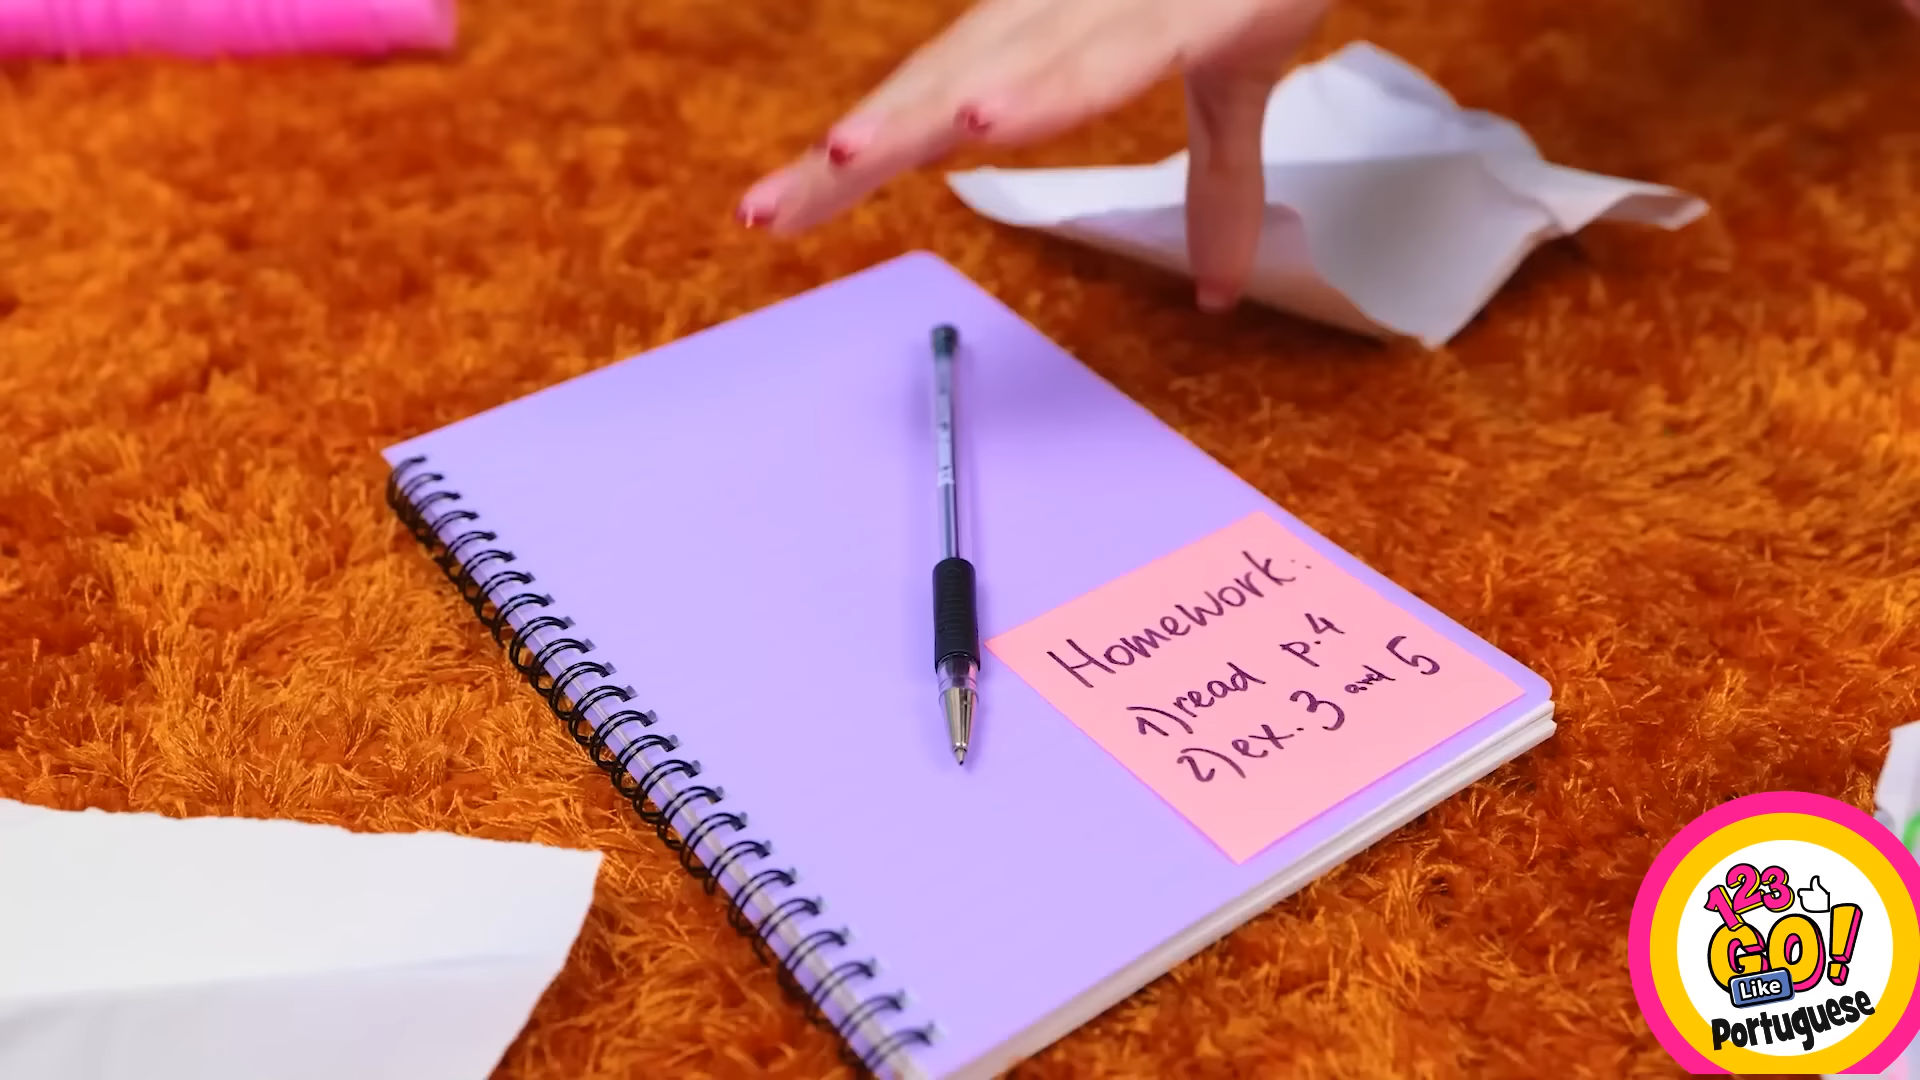 Homework:
1) read p.4
2) ex. 3 and 5
123
GO!
Like
Portuguese